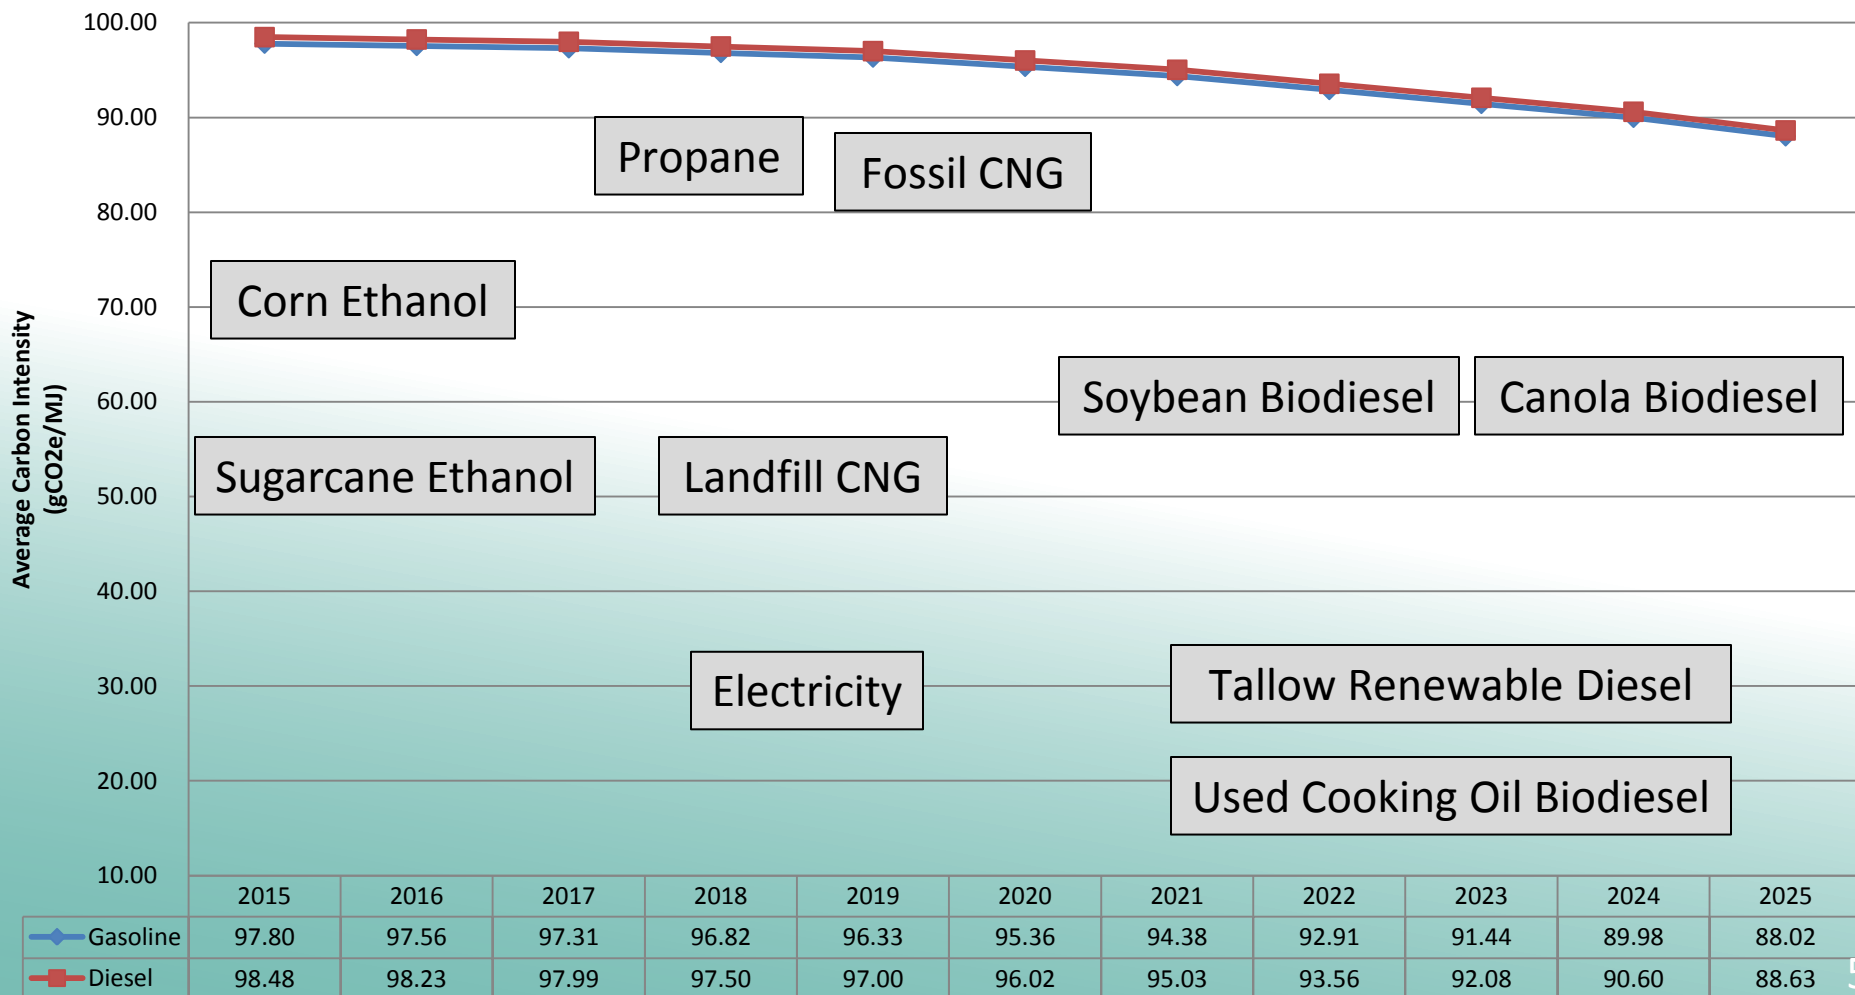 100.00
90.00
80.00
70.00
60.00
50.00
40.00
30.00
20.00
10.00
Average Carbon Intensity
(gCO2e/MJ)
Propane
Fossil CNG
Corn Ethanol
Soybean Biodiesel
Canola Biodiesel
Sugarcane Ethanol
Landfill CNG
Electricity
Tallow Renewable Diesel
Used Cooking Oil Biodiesel
2015 2016 2017 2018 2019 2020 2021 2022 2023 2024 2025
Gasoline 97.80 97.56 97.31 96.82 96.33 95.36 94.38 92.91 91.44 89.98 88.02
Diesel 98.48 98.23 97.99 97.50 97.00 96.02 95.03 93.56 92.08 90.60 88.63